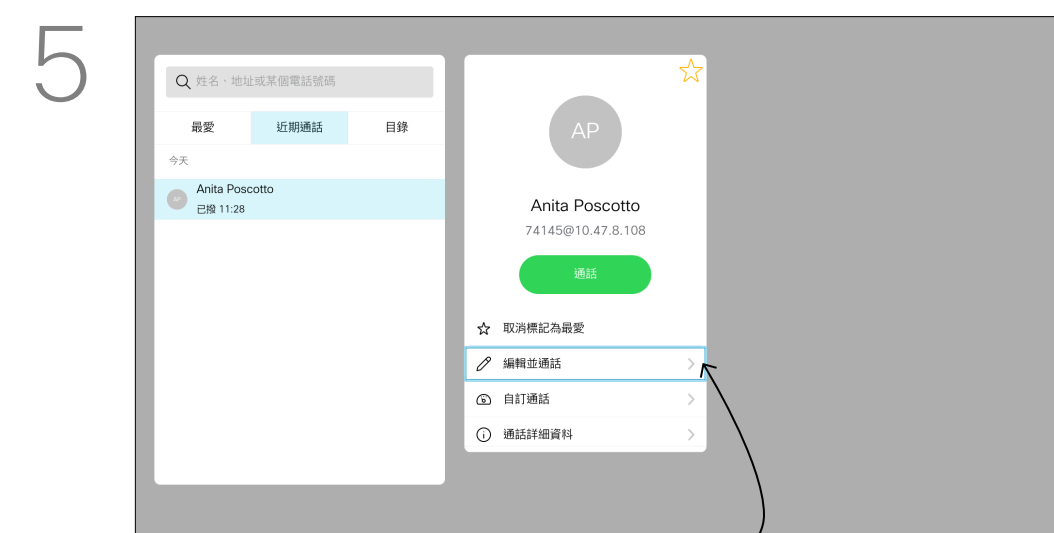 5
姓名、地址或某個電話號碼
最愛 近期通話 目錄
今天
AP
Anita Poscotto
已撥 11:28
AP
Anita Poscotto
74145@10.47.8.108
通話
取消標記為最愛
編輯並通話
自訂通話
通話詳細資料